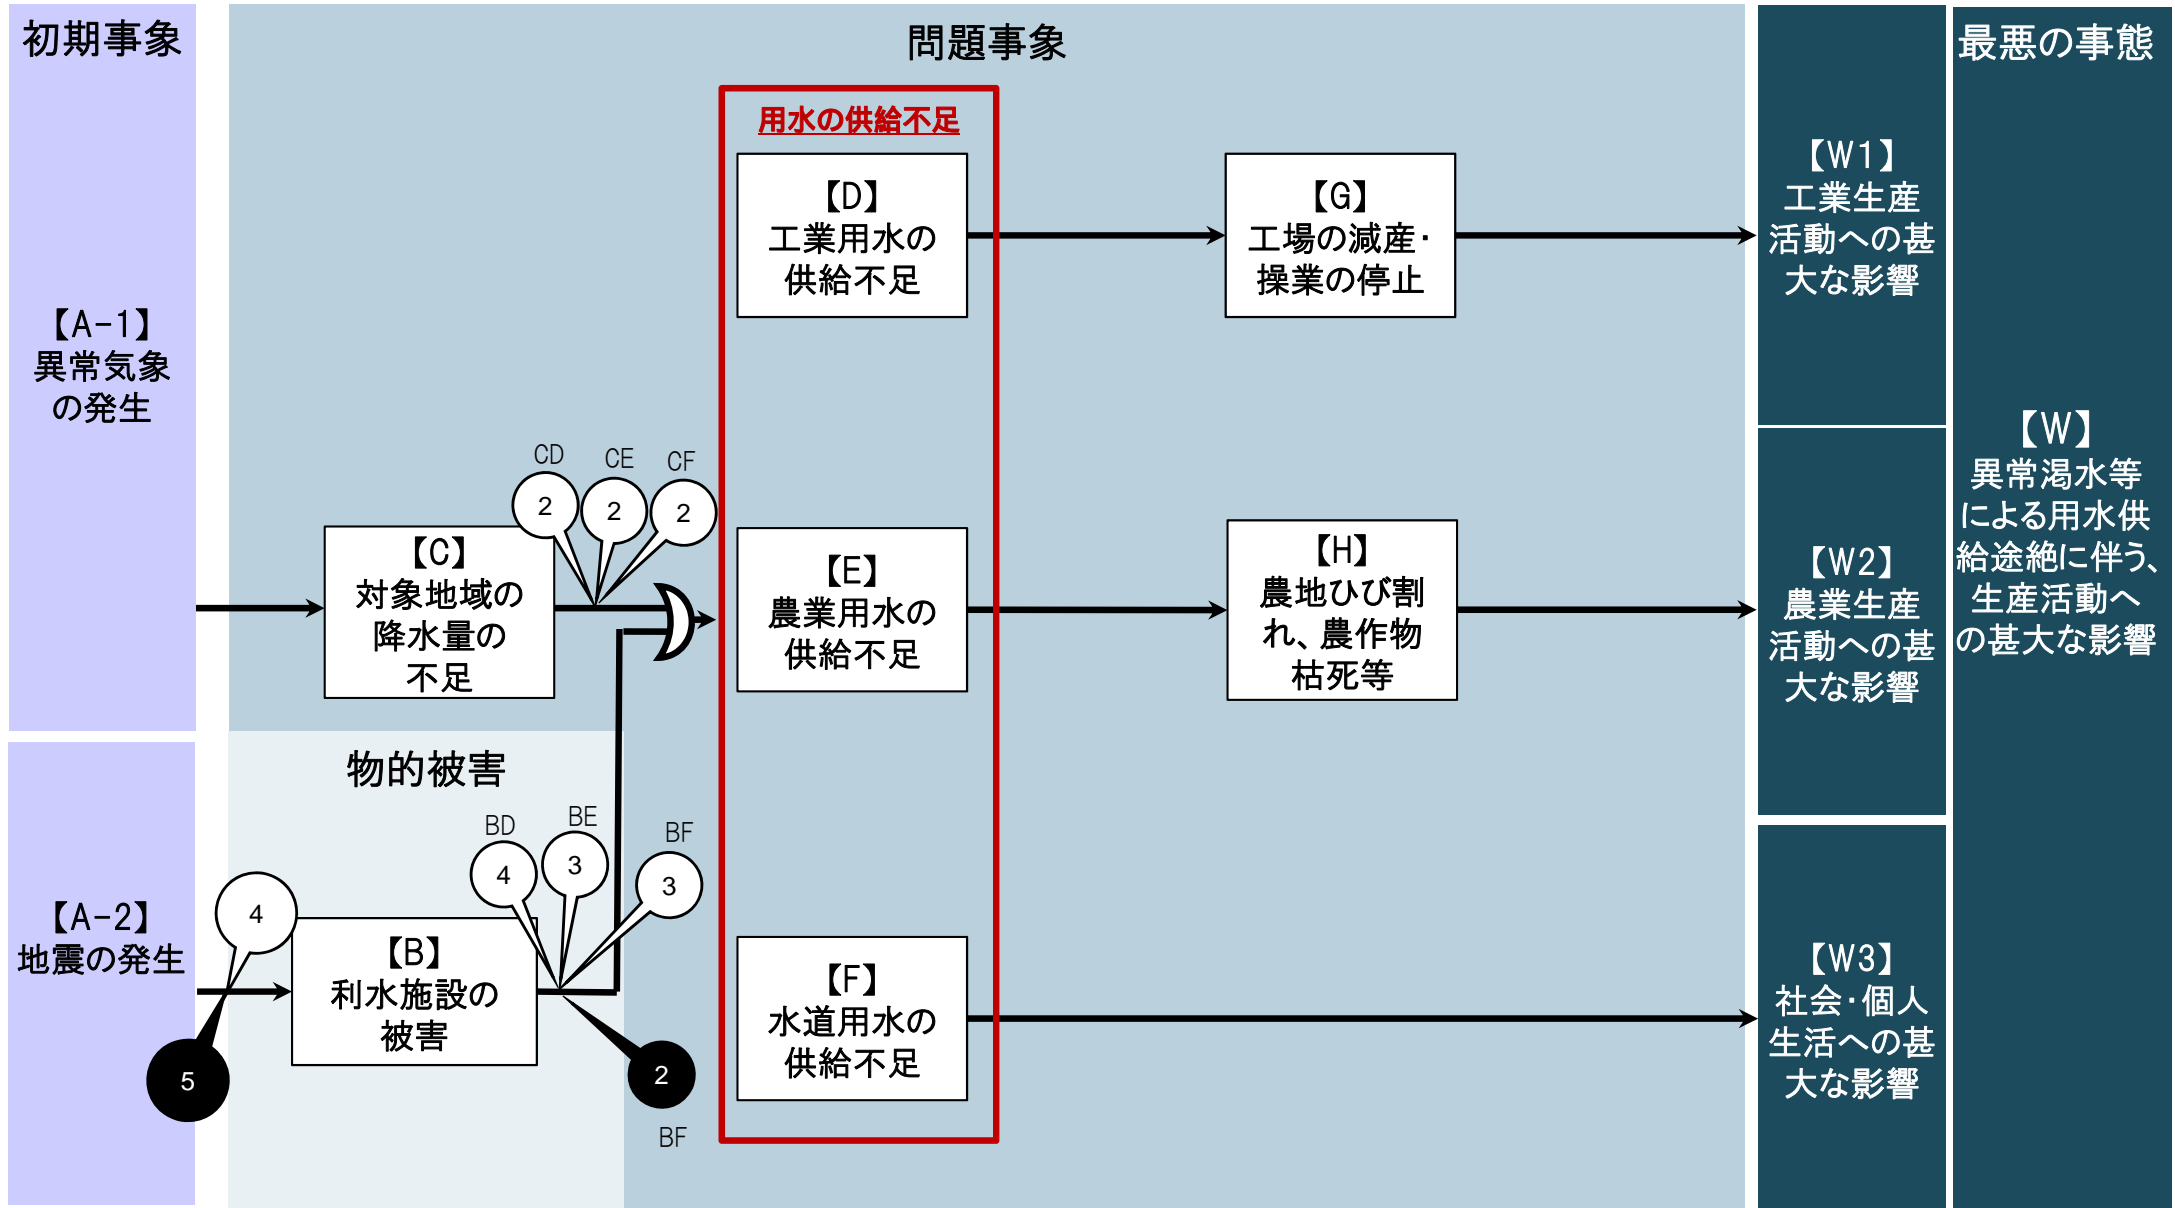 初期事象
問題事象
最悪の事態
用水の供給不足
【A-1】
異常気象
の発生
【D】
工業用水の
供給不足
【G】
工場の減産・
操業の停止
【W1】
工業生産
活動への甚
大な影響
CD
CE
CF
2
2
2
【C】
対象地域の
降水量の
不足
【E】
農業用水の
供給不足
【H】
農地ひび割
れ、農作物
枯死等
【W2】
農業生産
活動への甚
大な影響
【W】
異常渇水等
による用水供
給途絶に伴う、
生産活動へ
の甚大な影響
物的被害
【A-2】
地震の発生
4
5
BD
BE
BF
4
3
3
【B】
利水施設の
被害
2
BF
【F】
水道用水の
供給不足
【W3】
社会・個人
生活への甚
大な影響